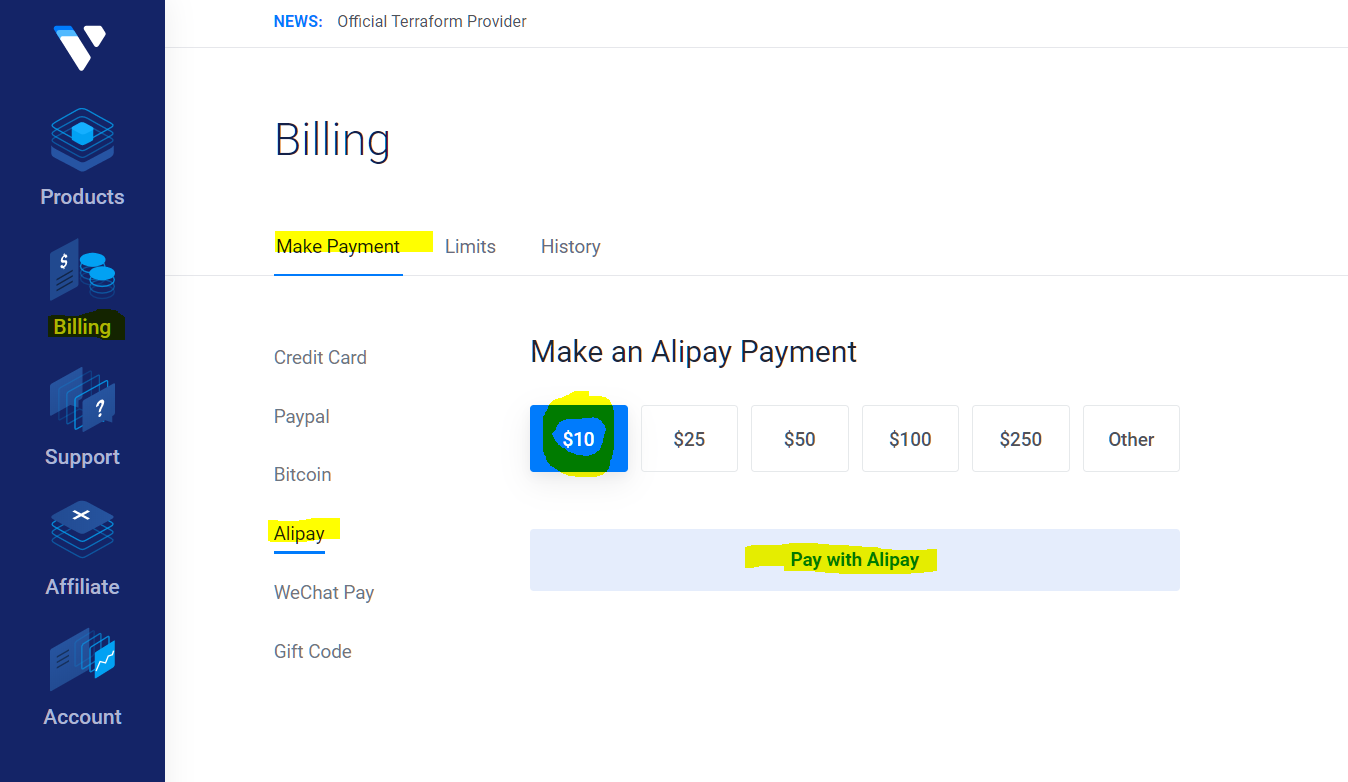 NEWS: Official Terraform Provider
Products
Billing
Support
Affiliate
Account
Billing
Make Payment Limits History
Credit Card
Paypal
Bitcoin
Alipay
WeChat Pay
Gift Code
Make an Alipay Payment
$10 $25 $50 $100 $250 Other
Pay with Alipay